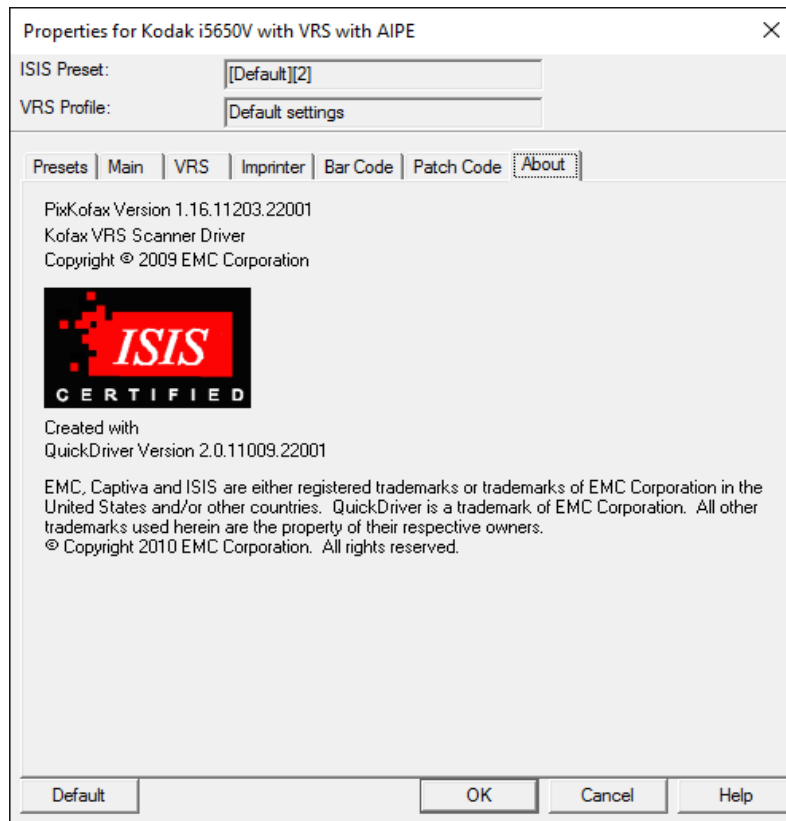 Properties for Kodak i5650V with VRS with AIPE
ISIS Preset: [Default][2]
VRS Profile: Default settings
Presets Main VRS Imprinter Bar Code Patch Code About
PixKofax Version 1.16.11203.22001
Kofax VRS Scanner Driver
Copyright © 2009 EMC Corporation
ISIS
CERTIFIED
Created with
QuickDriver Version 2.0.11009.22001
EMC, Captiva and ISIS are either registered trademarks or trademarks of EMC Corporation in the
United States and/or other countries. QuickDriver is a trademark of EMC Corporation. All other
trademarks used herein are the property of their respective owners.
© Copyright 2010 EMC Corporation. All rights reserved.
Default OK Cancel Help